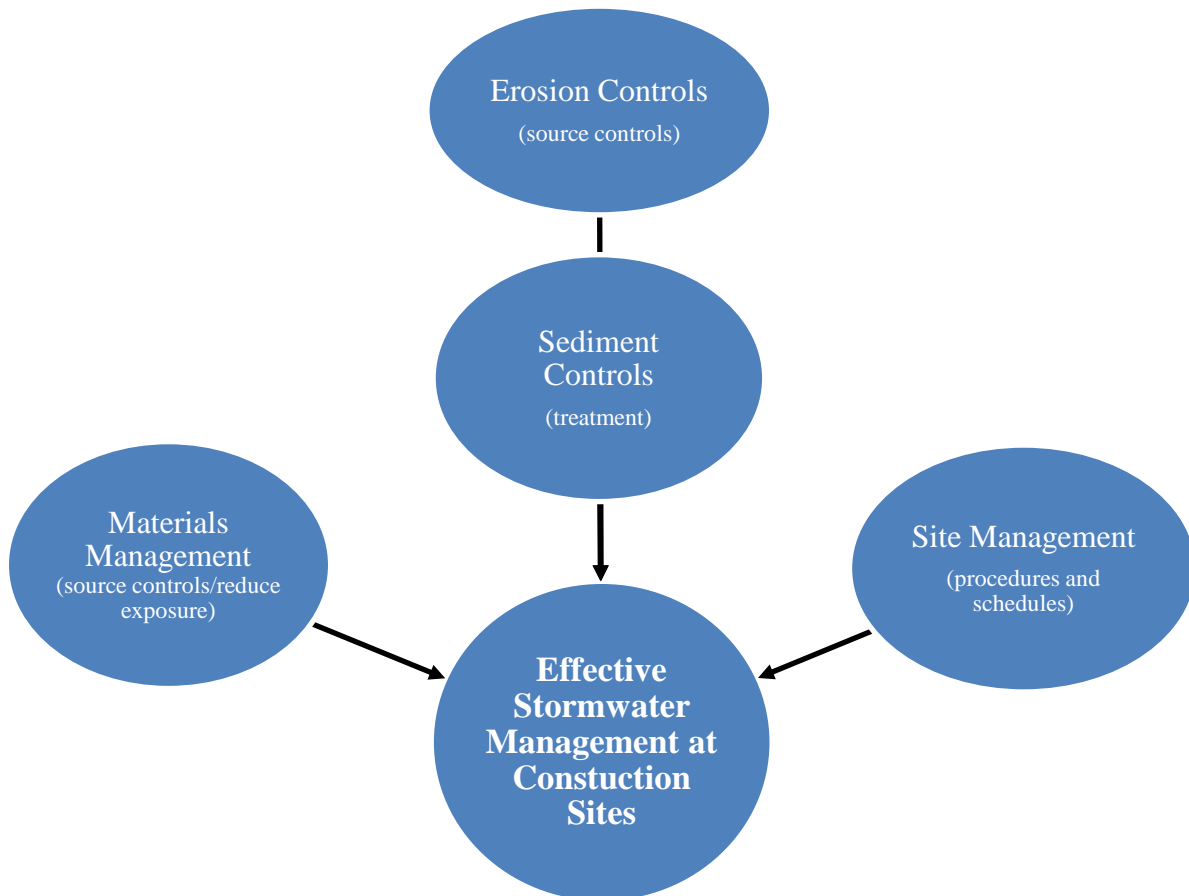 Erosion Controls
(source controls)
Sediment
Controls
(treatment)
Materials
Management
(source controls/reduce
exposure)
Site Management
(procedures and
schedules)
Effective
Stormwater
Management at
Constuction
Sites